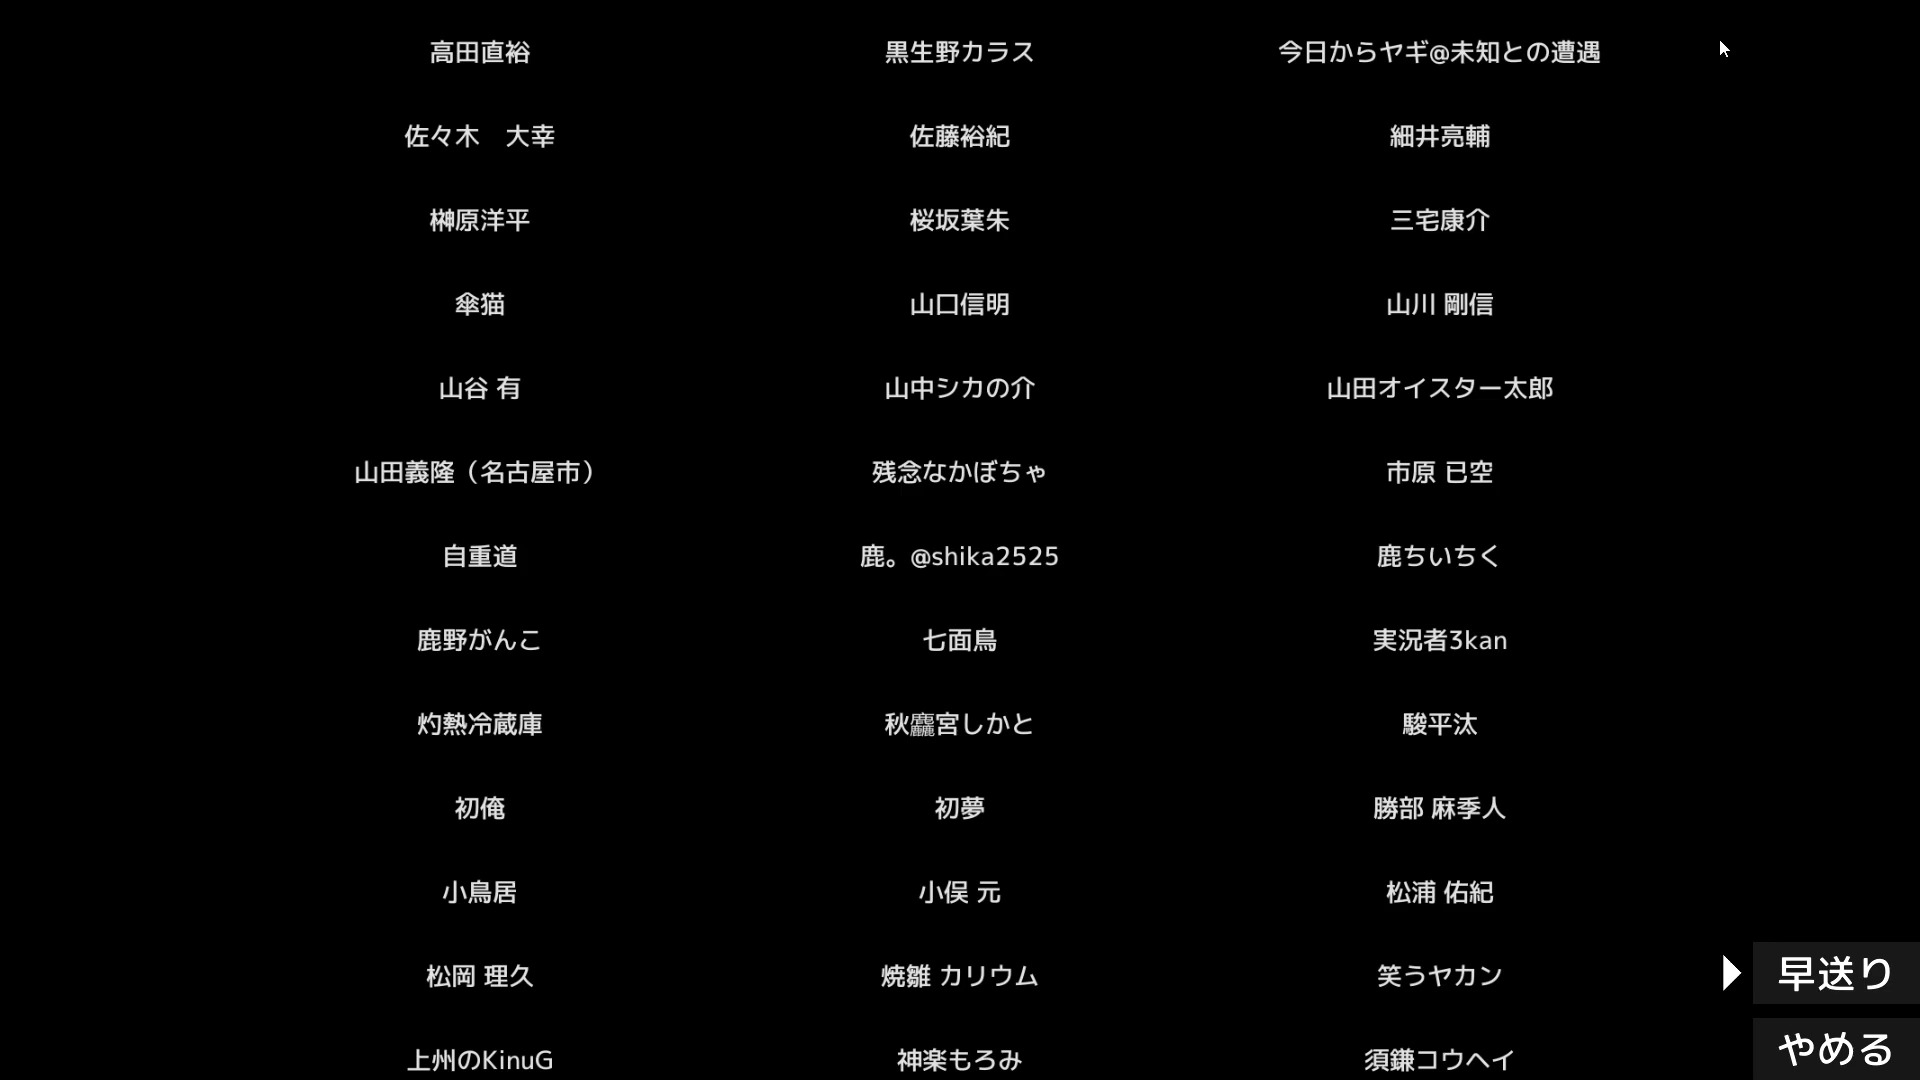 高田直裕 黒生野カラス 今日からヤギ@未知との遭遇
佐々木　大幸 佐藤裕紀 細井亮輔
榊原洋平 桜坂葉朱 三宅康介
傘猫 山口信明 山川 剛信
山谷 有 山中シカの介 山田オイスター太郎
山田義隆（名古屋市） 残念なかぼちゃ 市原 已空
自重道 鹿。@shika2525 鹿ちいちく
鹿野がんこ 七面鳥 実況者3kan
灼熱冷蔵庫 秋麤宮しかと 駿平汰
初俺 初夢 勝部 麻季人
小鳥居 小俣 元 松浦 佑紀
松岡 理久 焼雛 カリウム 笑うヤカン
早送り
上州のKinuG 神楽もろみ 須鎌コウヘイ
やめる